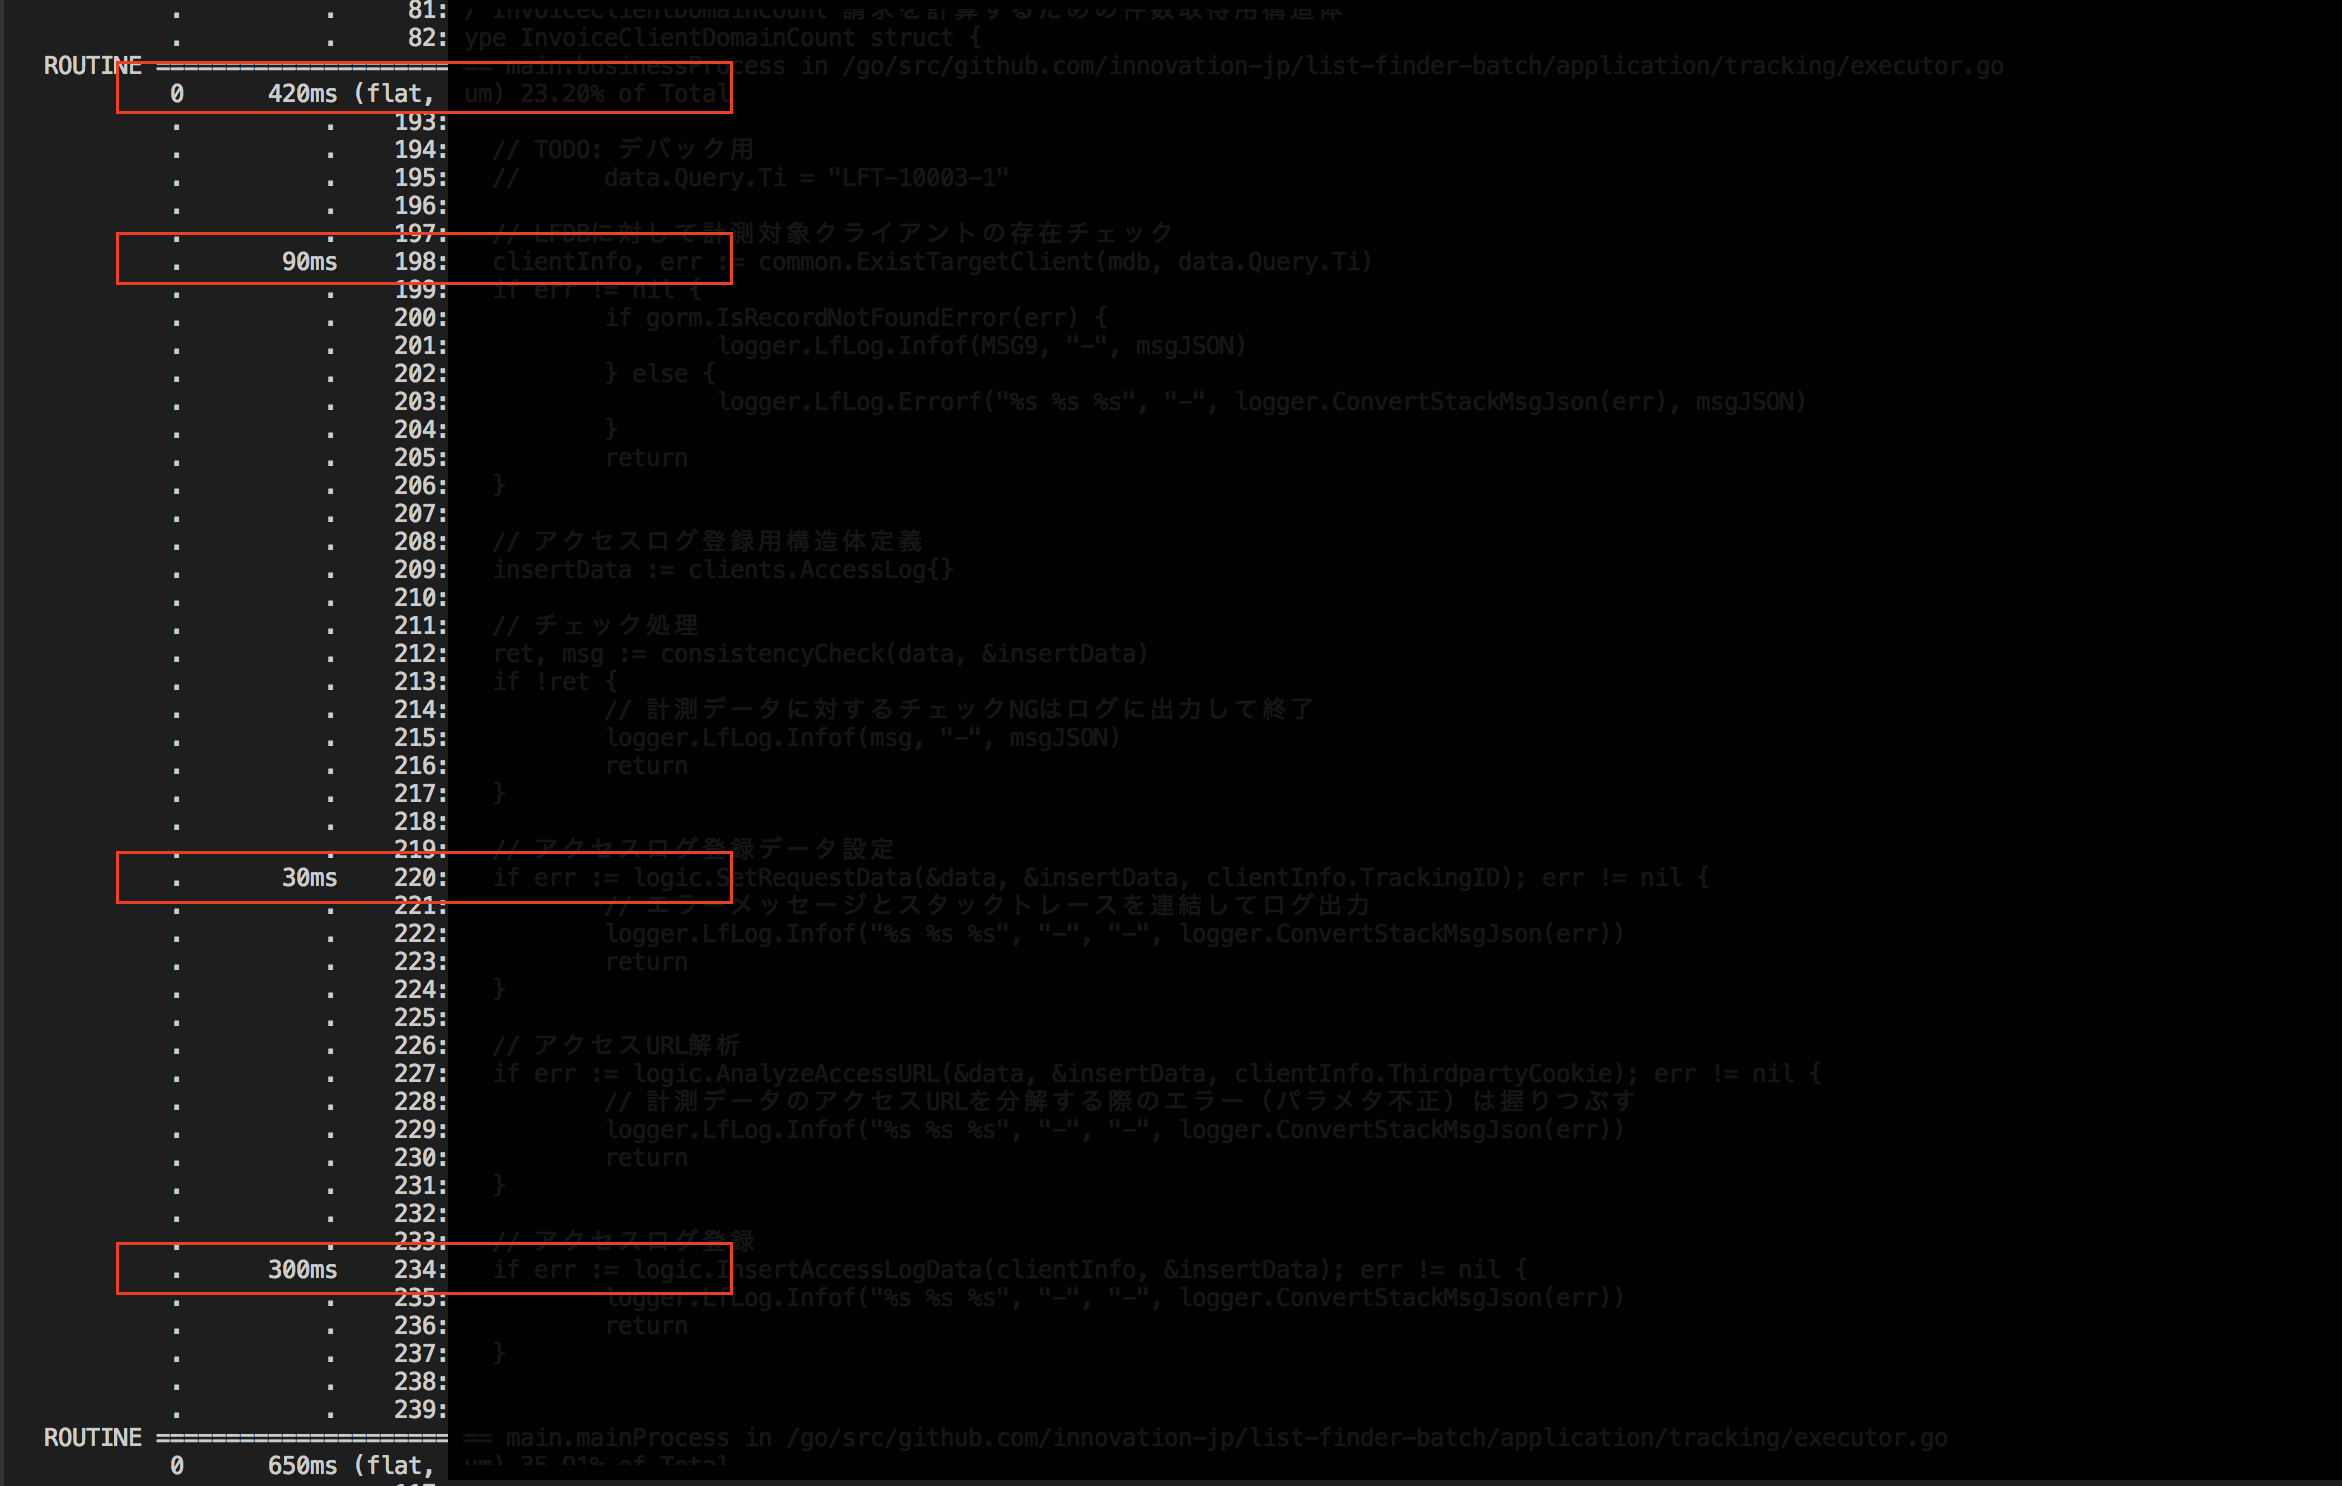 . . 81: / InvoiceClientDomainCount 請求を計算するための件数取得用構造体
. . 82: ype InvoiceClientDomainCount struct {
ROUTINE ======================== main.businessProcess in /go/src/github.com/innovation-jp/list-finder-batch/application/tracking/executor.go
0 420ms (flat, um) 23.20% of Total
. . 193:
. . 194: // TODO: デバック用
. . 195: // data.Query.Ti = "LFT-10003-1"
. . 196:
. . 197: // LFDBに対して計測対象クライアントの存在チェック
. 90ms 198: clientInfo, err := common.ExistTargetClient(mdb, data.Query.Ti)
. . 199: if err != nil {
. . 200: if gorm.IsRecordNotFoundError(err) {
. . 201: logger.LfLog.Infof(MSG9, "-", msgJSON)
. . 202: } else {
. . 203: logger.LfLog.Errorf("%s %s %s", "-", logger.ConvertStackMsgJson(err), msgJSON)
. . 204: }
. . 205: return
. . 206: }
. . 207:
. . 208: // アクセスログ登録用構造体定義
. . 209: insertData := clients.AccessLog{}
. . 210:
. . 211: // チェック処理
. . 212: ret, msg := consistencyCheck(data, &insertData)
. . 213: if !ret {
. . 214: // 計測データに対するチェックNGはログに出力して終了
. . 215: logger.LfLog.Infof(msg, "-", msgJSON)
. . 216: return
. . 217: }
. . 218:
. . 219: // アクセスログ登録データ設定
. 30ms 220: if err := logic.SetRequestData(&data, &insertData, clientInfo.TrackingID); err != nil {
. . 221: // エラーメッセージとスタックトレースを連結してログ出力
. . 222: logger.LfLog.Infof("%s %s %s", "-", "-", logger.ConvertStackMsgJson(err))
. . 223: return
. . 224: }
. . 225:
. . 226: // アクセスURL解析
. . 227: if err := logic.AnalyzeAccessURL(&data, &insertData, clientInfo.ThirdpartyCookie); err != nil {
. . 228: // 計測データのアクセスURLを分解する際のエラー（パラメタ不正）は握りつぶす
. . 229: logger.LfLog.Infof("%s %s %s", "-", "-", logger.ConvertStackMsgJson(err))
. . 230: return
. . 231: }
. . 232:
. . 233: // アクセスログ登録
. 300ms 234: if err := logic.InsertAccessLogData(clientInfo, &insertData); err != nil {
. . 235: logger.LfLog.Infof("%s %s %s", "-", "-", logger.ConvertStackMsgJson(err))
. . 236: return
. . 237: }
. . 238:
. . 239:
ROUTINE ======================== main.mainProcess in /go/src/github.com/innovation-jp/list-finder-batch/application/tracking/executor.go
0 650ms (flat, um) 35.91% of Total